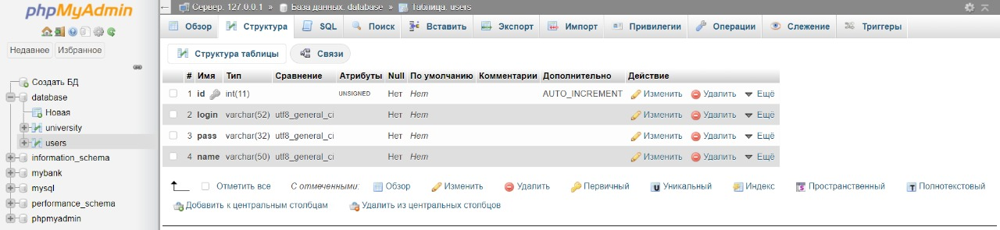 phpMyAdmin
Недавнее Избранное
Создать БД
database
Новая
university
users
information_schema
mybank
mysql
performance_schema
phpmyadmin
Сервер: 127.0.0.1 » База данных: database » Таблица: users
Обзор Структура SQL Поиск Вставить Экспорт Импорт Привилегии Операции Слежение Триггеры
Структура таблицы Связи
# Имя Тип Сравнение Атрибуты Null По умолчанию Комментарии Дополнительно Действие
1 id int(11) UNSIGNED Нет Нет AUTO_INCREMENT Изменить Удалить Ещё
2 login varchar(52) utf8_general_ci Нет Нет Изменить Удалить Ещё
3 pass varchar(32) utf8_general_ci Нет Нет Изменить Удалить Ещё
4 name varchar(50) utf8_general_ci Нет Нет Изменить Удалить Ещё
Отметить все С отмеченными: Обзор Изменить Удалить Первичный Уникальный Индекс Пространственный Полнотекстовый
Добавить к центральным столбцам Удалить из центральных столбцов